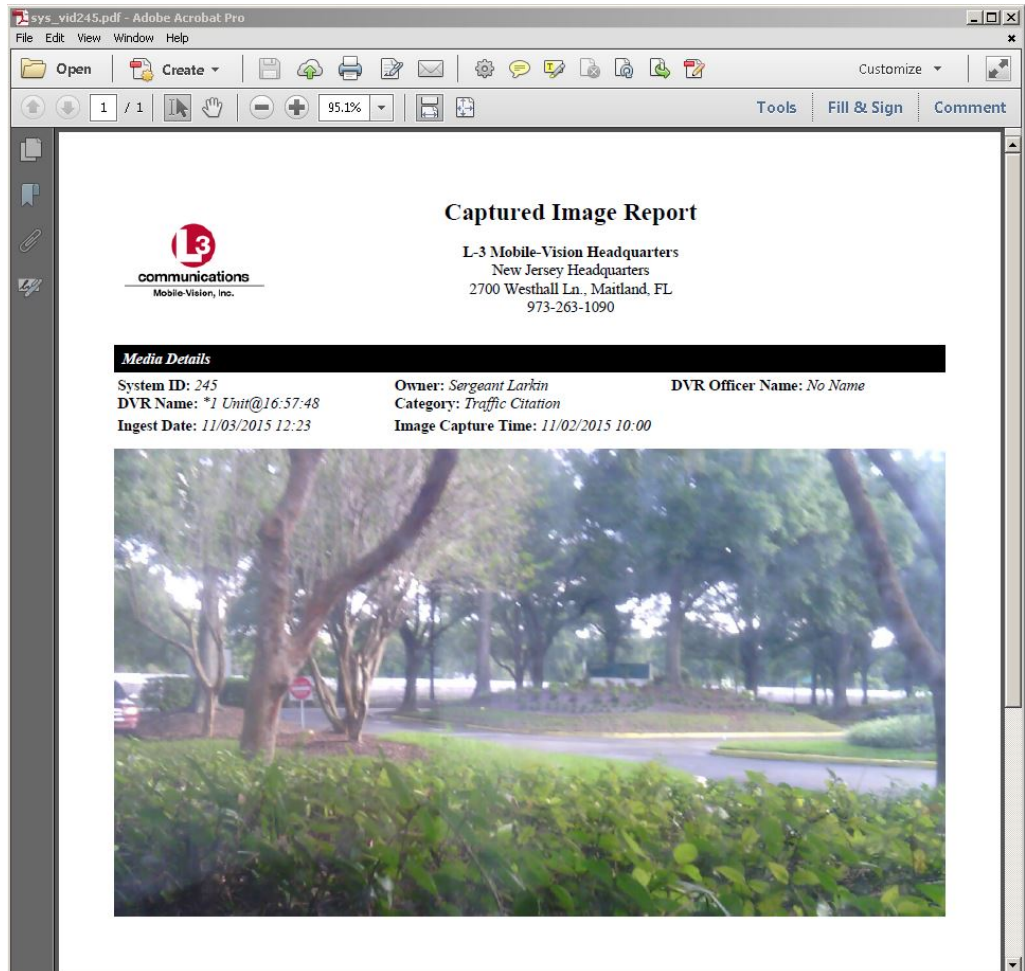 sys_vid245.pdf - Adobe Acrobat Pro
File Edit View Window Help
Open Create Customize
1 / 1 95.1% Tools Fill & Sign Comment
Captured Image Report
L3
communications
Mobile-Vision, Inc.
L-3 Mobile-Vision Headquarters
New Jersey Headquarters
2700 Westhall Ln., Maitland, FL
973-263-1090
Media Details
System ID: 245 Owner: Sergeant Larkin DVR Officer Name: No Name
DVR Name: *1 Unit@16:57:48 Category: Traffic Citation
Ingest Date: 11/03/2015 12:23 Image Capture Time: 11/02/2015 10:00